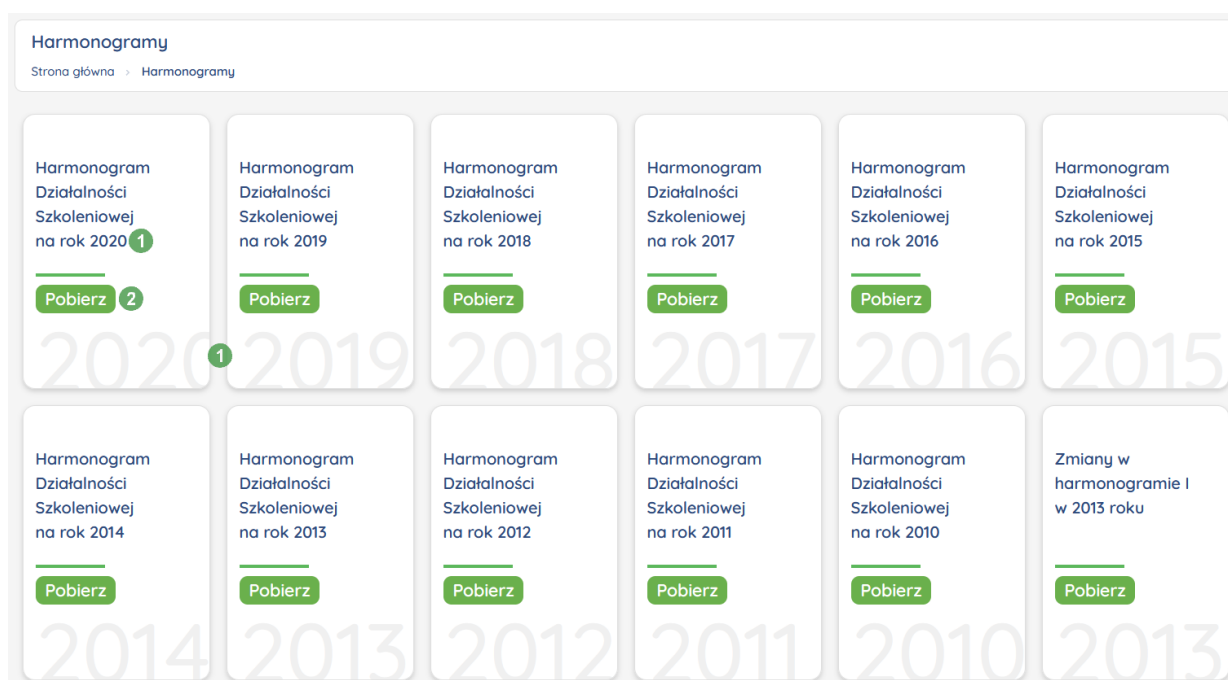 Harmonogramy
Strona główna › Harmonogramy
Harmonogram
Działalności
Szkoleniowej
na rok 2020 1
Pobierz 2
2020 1
Harmonogram
Działalności
Szkoleniowej
na rok 2019
Pobierz
2019
Harmonogram
Działalności
Szkoleniowej
na rok 2018
Pobierz
2018
Harmonogram
Działalności
Szkoleniowej
na rok 2017
Pobierz
2017
Harmonogram
Działalności
Szkoleniowej
na rok 2016
Pobierz
2016
Harmonogram
Działalności
Szkoleniowej
na rok 2015
Pobierz
2015
Harmonogram
Działalności
Szkoleniowej
na rok 2014
Pobierz
2014
Harmonogram
Działalności
Szkoleniowej
na rok 2013
Pobierz
2013
Harmonogram
Działalności
Szkoleniowej
na rok 2012
Pobierz
2012
Harmonogram
Działalności
Szkoleniowej
na rok 2011
Pobierz
2011
Harmonogram
Działalności
Szkoleniowej
na rok 2010
Pobierz
2010
Zmiany w
harmonogramie I
w 2013 roku
Pobierz
2013